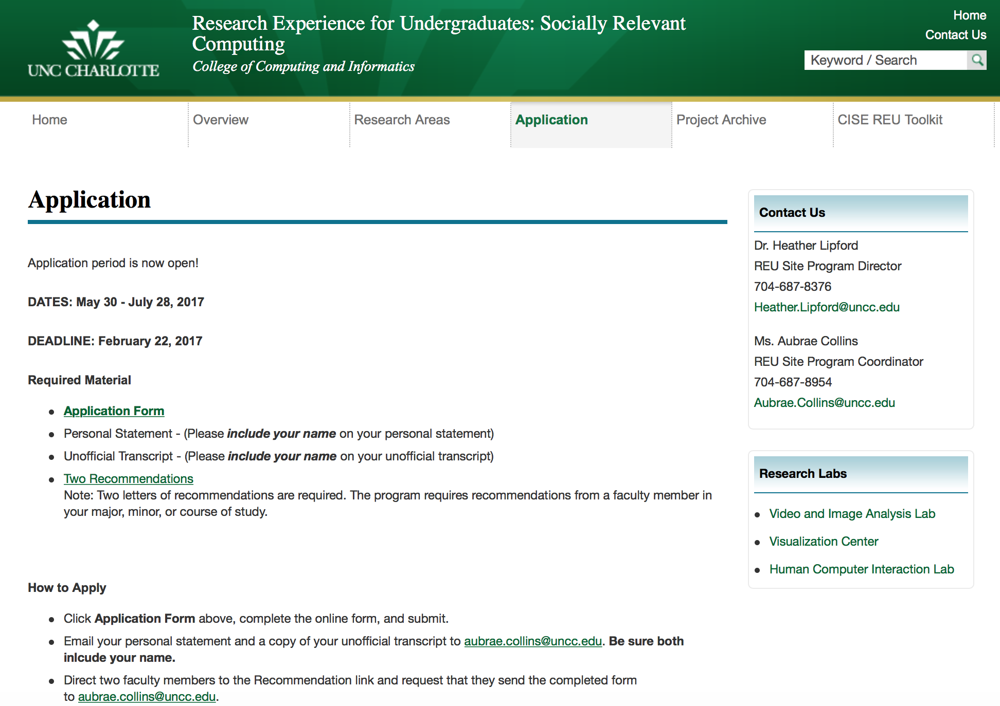 UNC CHARLOTTE
Research Experience for Undergraduates: Socially Relevant
Computing
College of Computing and Informatics
Home
Contact Us
Keyword / Search
Home
Overview
Research Areas
Application
Project Archive
CISE REU Toolkit
Application
Application period is now open!
DATES: May 30 - July 28, 2017
DEADLINE: February 22, 2017
Required Material
Application Form
Personal Statement - (Please include your name on your personal statement)
Unofficial Transcript - (Please include your name on your unofficial transcript)
Two Recommendations
Note: Two letters of recommendations are required. The program requires recommendations from a faculty member in
your major, minor, or course of study.
How to Apply
Click Application Form above, complete the online form, and submit.
Email your personal statement and a copy of your unofficial transcript to aubrae.collins@uncc.edu. Be sure both
inlcude your name.
Direct two faculty members to the Recommendation link and request that they send the completed form
to aubrae.collins@uncc.edu.
Contact Us
Dr. Heather Lipford
REU Site Program Director
704-687-8376
Heather.Lipford@uncc.edu
Ms. Aubrae Collins
REU Site Program Coordinator
704-687-8954
Aubrae.Collins@uncc.edu
Research Labs
Video and Image Analysis Lab
Visualization Center
Human Computer Interaction Lab